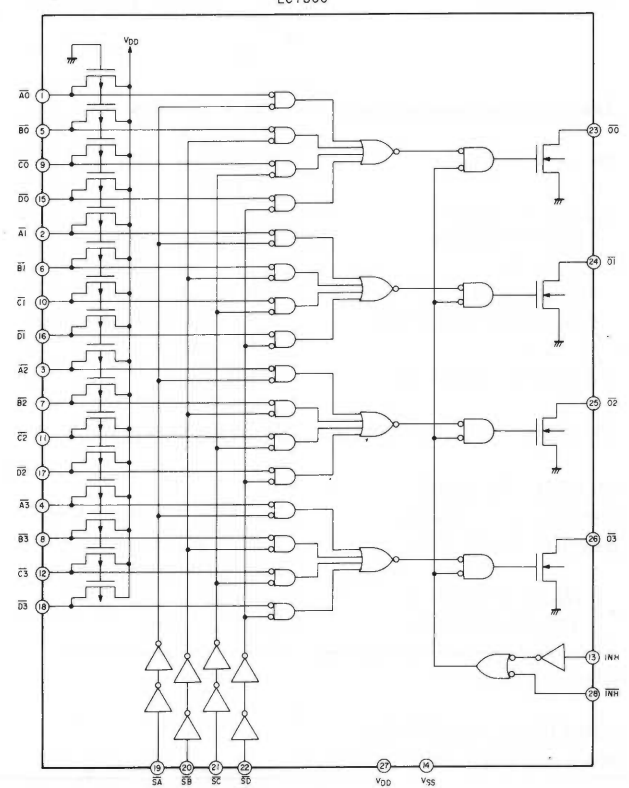 VDD
A0 1
B0 5
C0 9
D0 15
A1 2
B1 6
C1 10
D1 16
A2 3
B2 7
C2 11
D2 17
A3 4
B3 8
C3 12
D3 18
23 O0
24 O1
25 O2
26 O3
13 INH
28 INH
19 20 21 22 27 14
SA SB SC SD VDD VSS